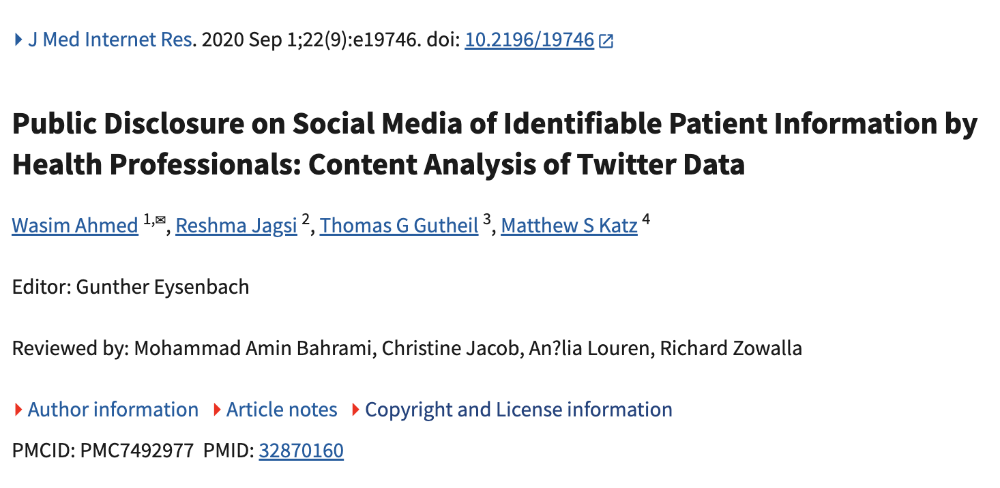 J Med Internet Res. 2020 Sep 1;22(9):e19746. doi: 10.2196/19746
Public Disclosure on Social Media of Identifiable Patient Information by
Health Professionals: Content Analysis of Twitter Data
Wasim Ahmed 1,✉, Reshma Jagsi 2, Thomas G Gutheil 3, Matthew S Katz 4
Editor: Gunther Eysenbach
Reviewed by: Mohammad Amin Bahrami, Christine Jacob, An?lia Louren, Richard Zowalla
Author information Article notes Copyright and License information
PMCID: PMC7492977 PMID: 32870160